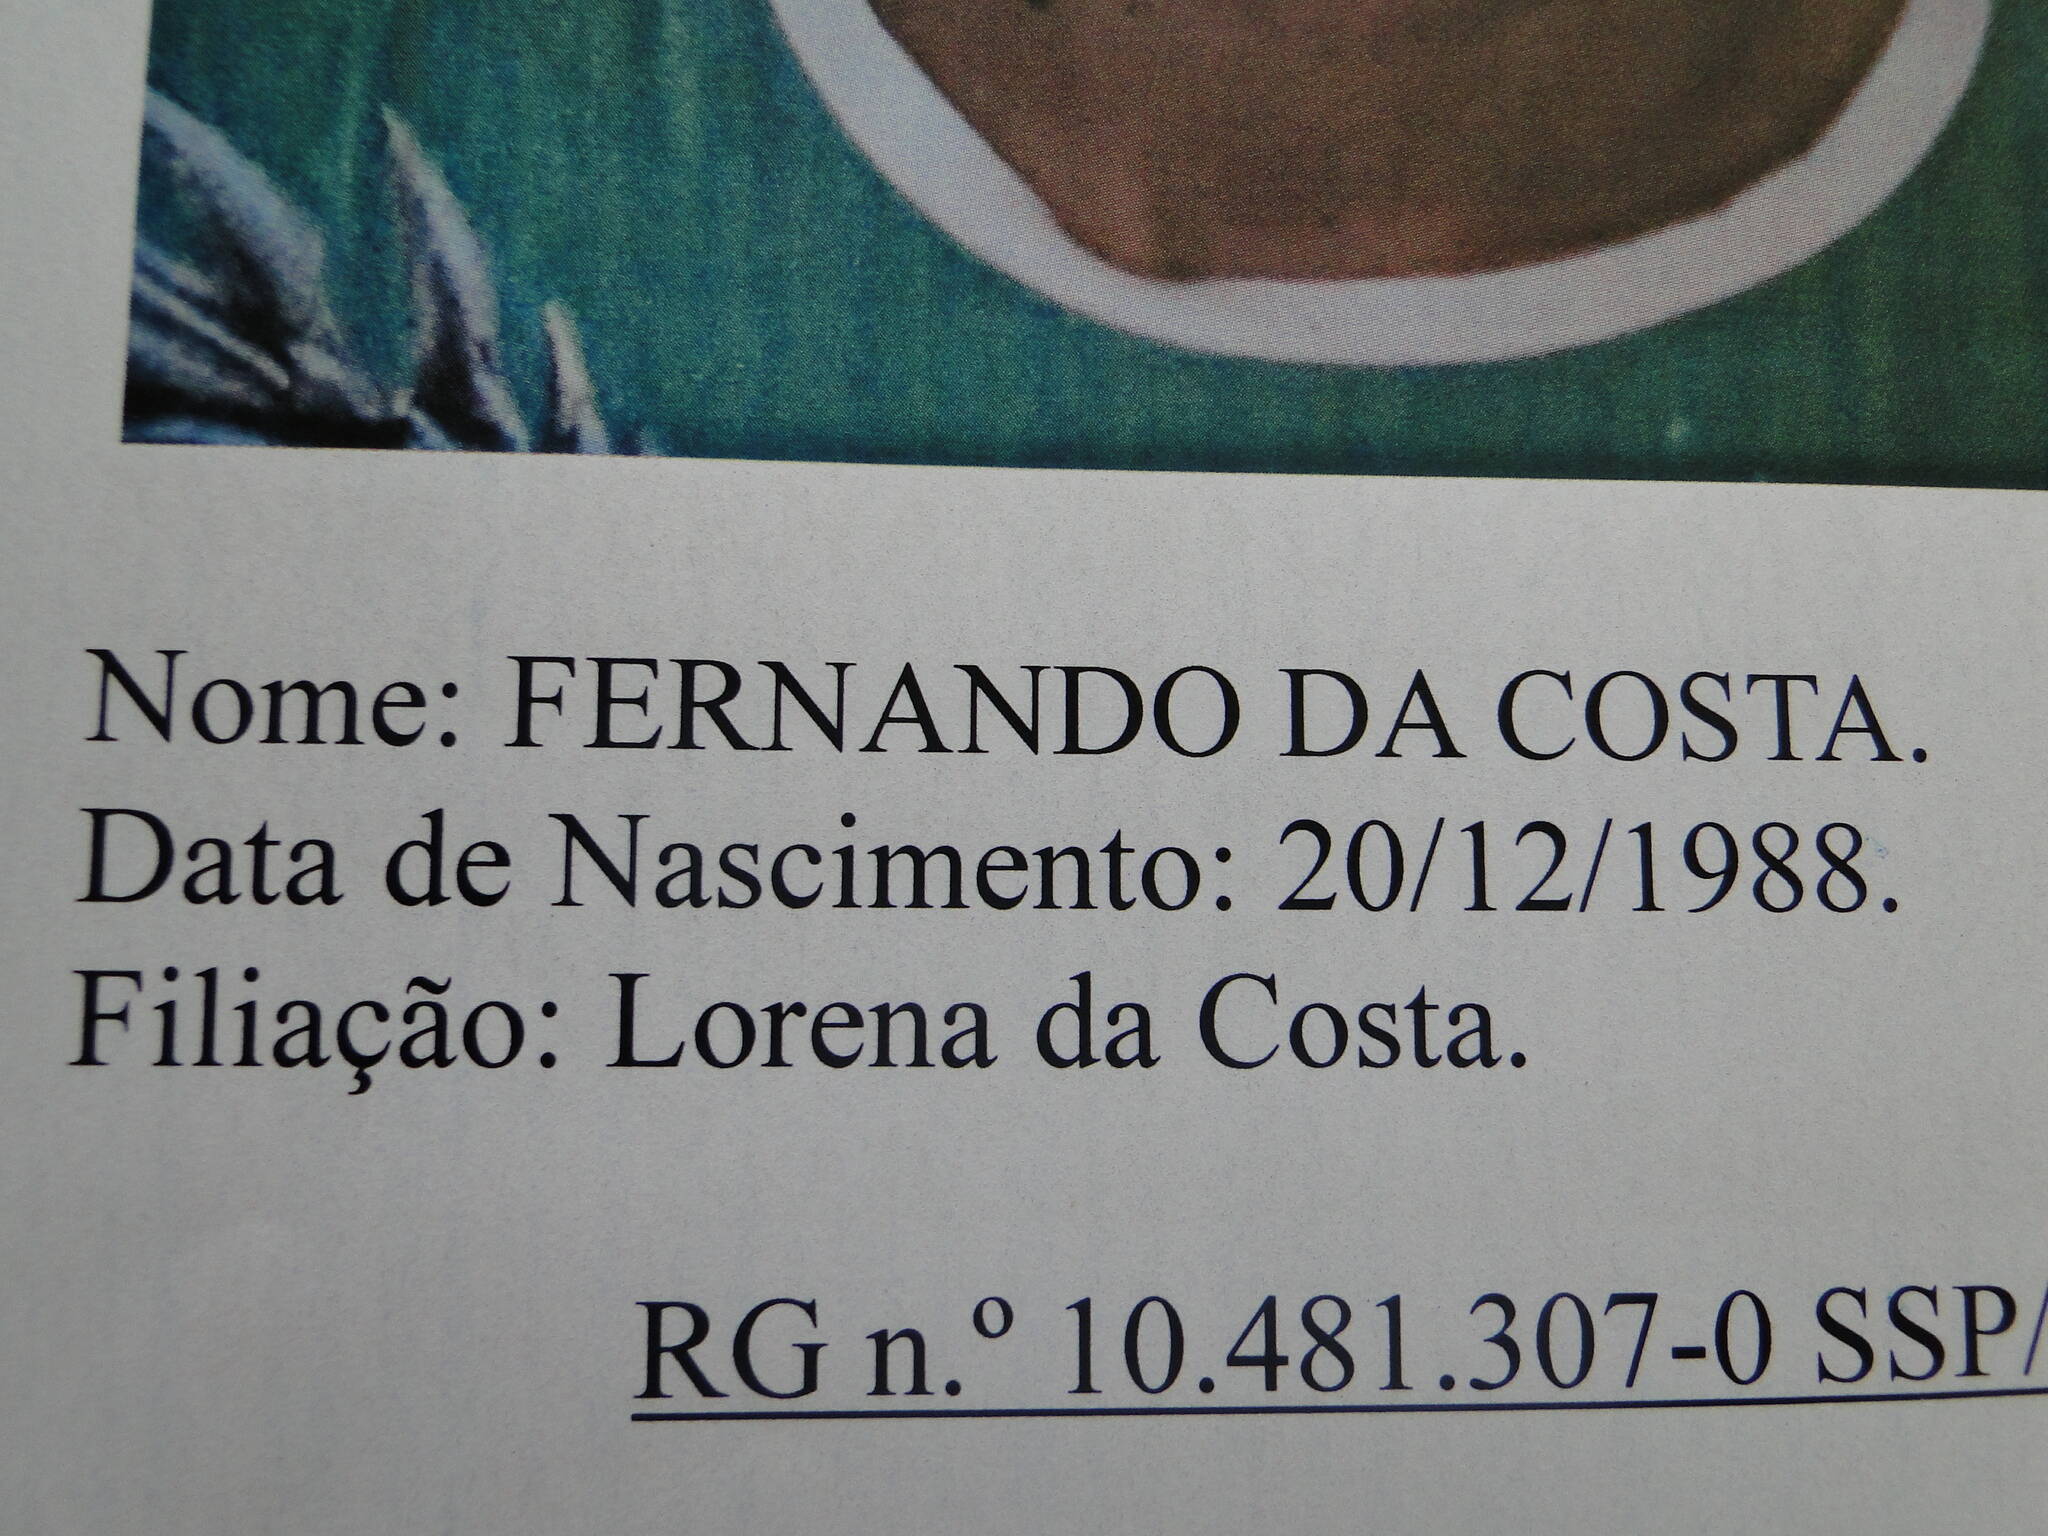 Nome: FERNANDO DA COSTA.
Data de Nascimento: 20/12/1988.
Filiação: Lorena da Costa.
RG n.º 10.481.307-0 SSP/